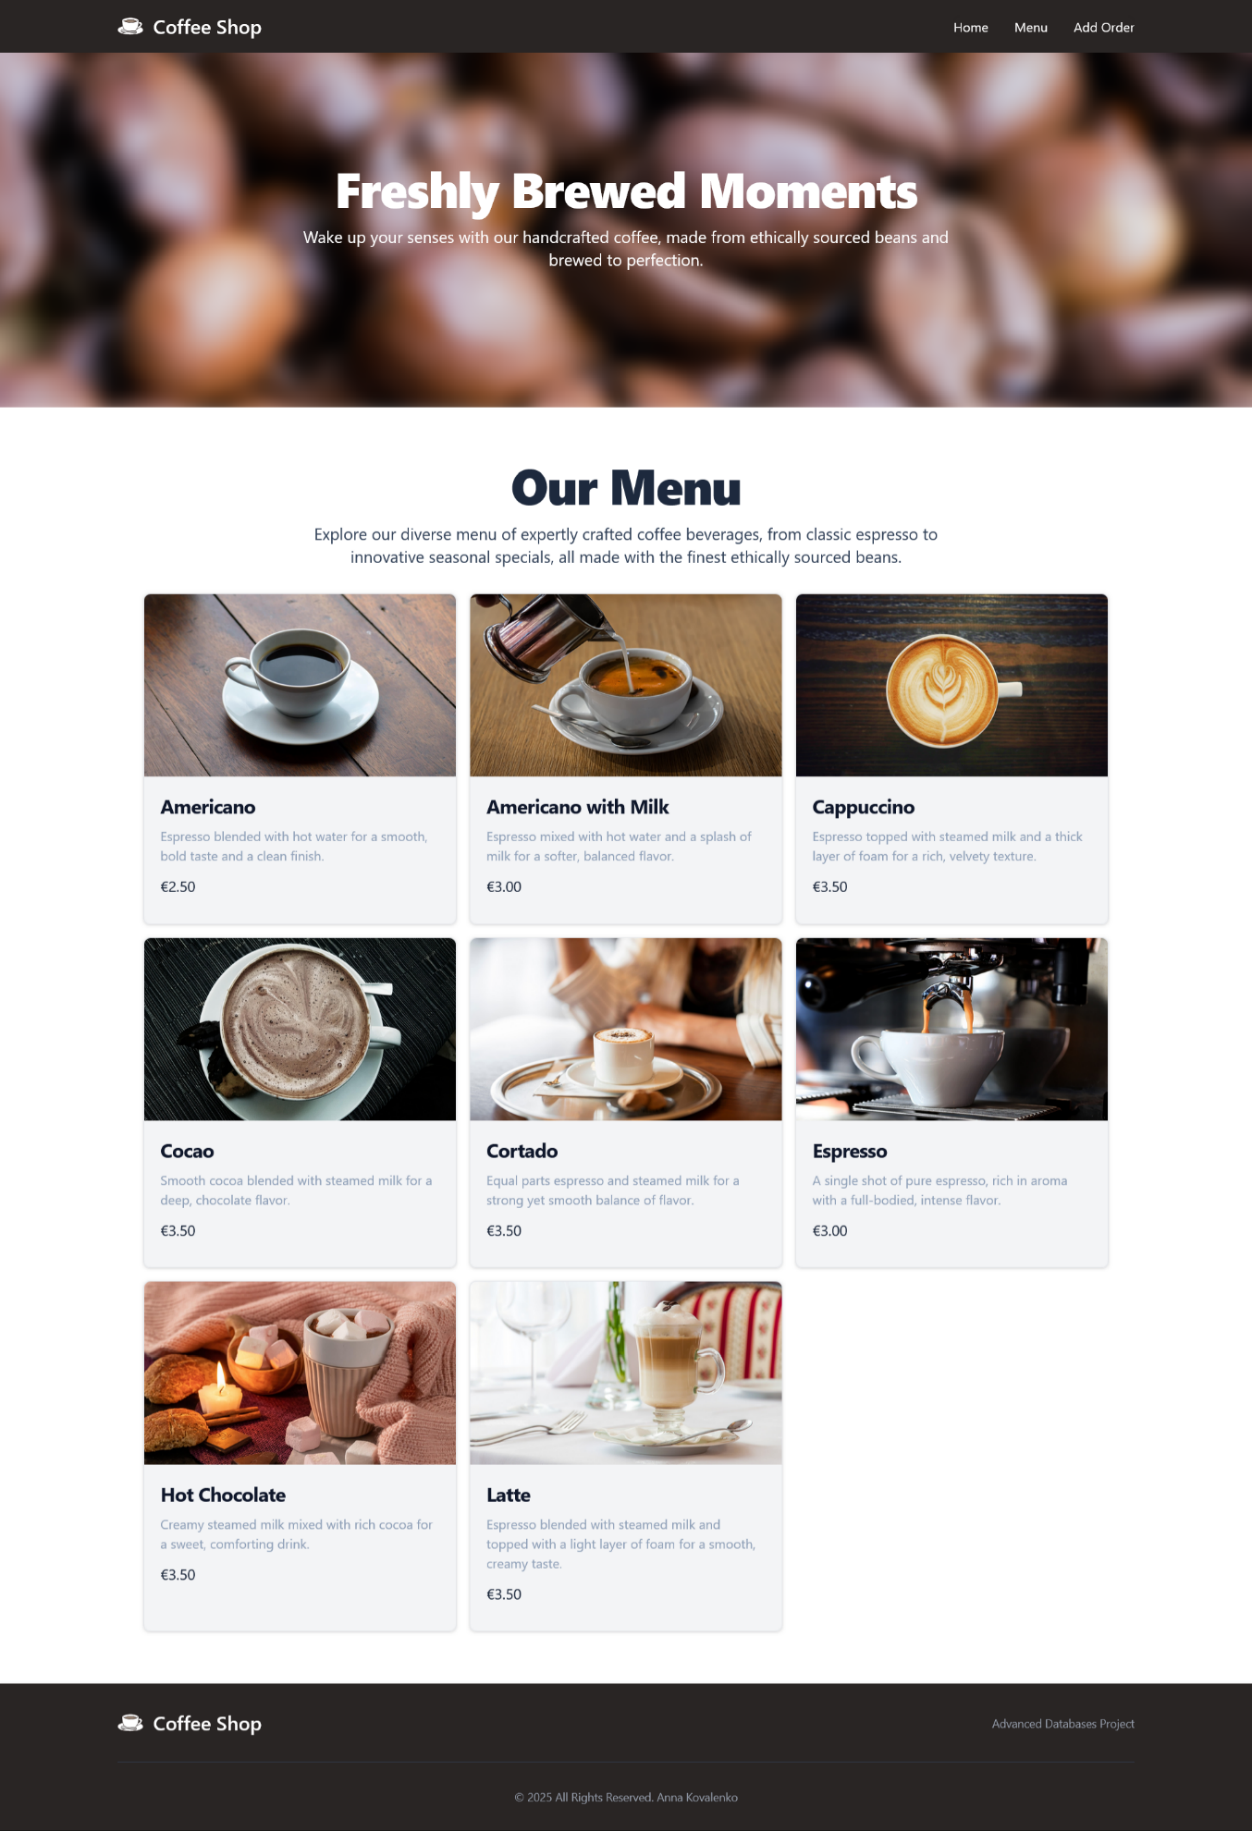 Coffee Shop
Home Menu Add Order
Freshly Brewed Moments
Wake up your senses with our handcrafted coffee, made from ethically sourced beans and
brewed to perfection.
Our Menu
Explore our diverse menu of expertly crafted coffee beverages, from classic espresso to
innovative seasonal specials, all made with the finest ethically sourced beans.
Americano
Espresso blended with hot water for a smooth,
bold taste and a clean finish.
€2.50
Americano with Milk
Espresso mixed with hot water and a splash of
milk for a softer, balanced flavor.
€3.00
Cappuccino
Espresso topped with steamed milk and a thick
layer of foam for a rich, velvety texture.
€3.50
Cocao
Smooth cocoa blended with steamed milk for a
deep, chocolate flavor.
€3.50
Cortado
Equal parts espresso and steamed milk for a
strong yet smooth balance of flavor.
€3.50
Espresso
A single shot of pure espresso, rich in aroma
with a full-bodied, intense flavor.
€3.00
Hot Chocolate
Creamy steamed milk mixed with rich cocoa for
a sweet, comforting drink.
€3.50
Latte
Espresso blended with steamed milk and
topped with a light layer of foam for a smooth,
creamy taste.
€3.50
Coffee Shop
Advanced Databases Project
© 2025 All Rights Reserved. Anna Kovalenko